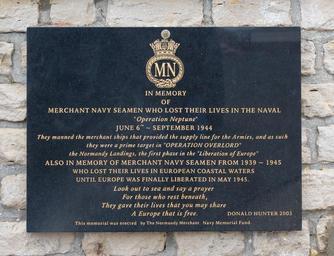 MN
IN MEMORY
OF
MERCHANT NAVY SEAMEN WHO LOST THEIR LIVES IN THE NAVAL
"Operation Neptune"
JUNE 6TH ~ SEPTEMBER 1944
They manned the merchant ships that provided the supply line for the Armies, and as such
they were a prime target in "OPERATION OVERLORD"
the Normandy Landings, the first phase in the "Liberation of Europe"
ALSO IN MEMORY OF MERCHANT NAVY SEAMEN FROM 1939 ~ 1945
WHO LOST THEIR LIVES IN EUROPEAN COASTAL WATERS
UNTIL EUROPE WAS FINALLY LIBERATED IN MAY 1945.
Look out to sea and say a prayer
For those who rest beneath,
They gave their lives that you may share
A Europe that is free.
DONALD HUNTER 2003
This memorial was erected by The Normandy Merchant Navy Memorial Fund.